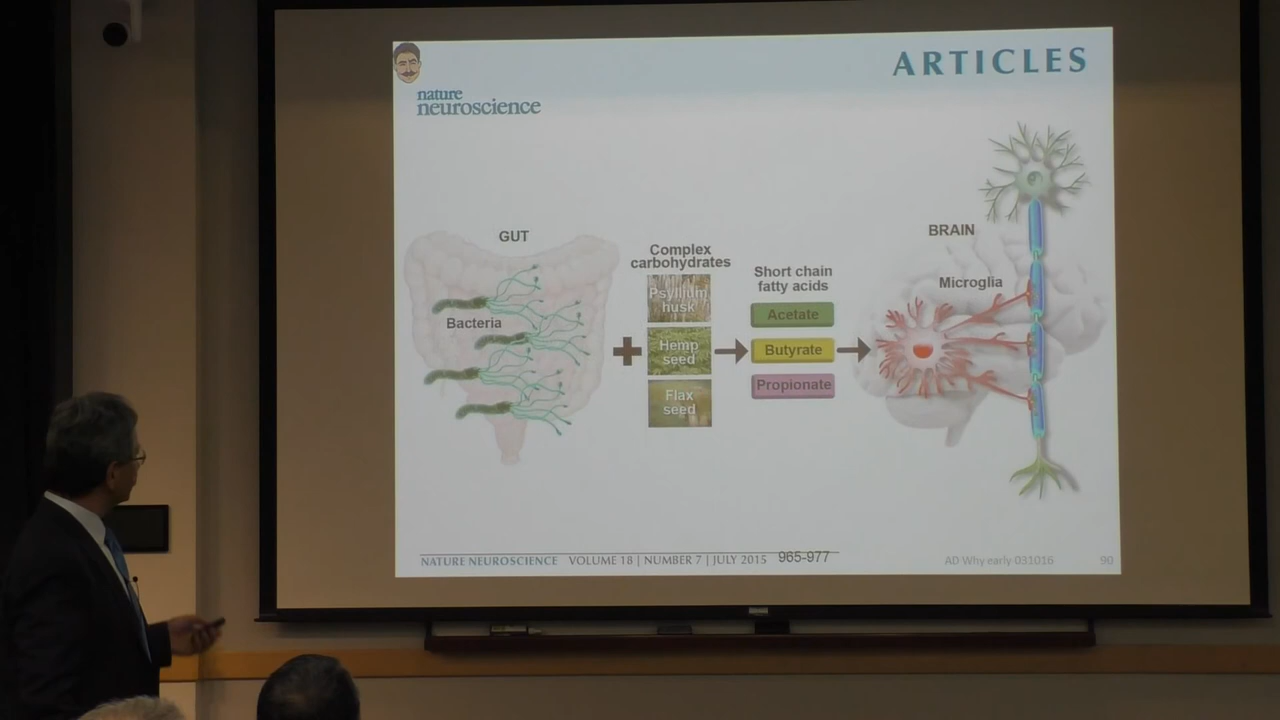 ARTICLES
nature
neuroscience
GUT
Bacteria
Complex
carbohydrates
Psyllium
husk
Hemp
seed
Flax
seed
Short chain
fatty acids
Acetate
Butyrate
Propionate
BRAIN
Microglia
NATURE NEUROSCIENCE VOLUME 18 | NUMBER 7 | JULY 2015 965-977
AD Why early 031016 90